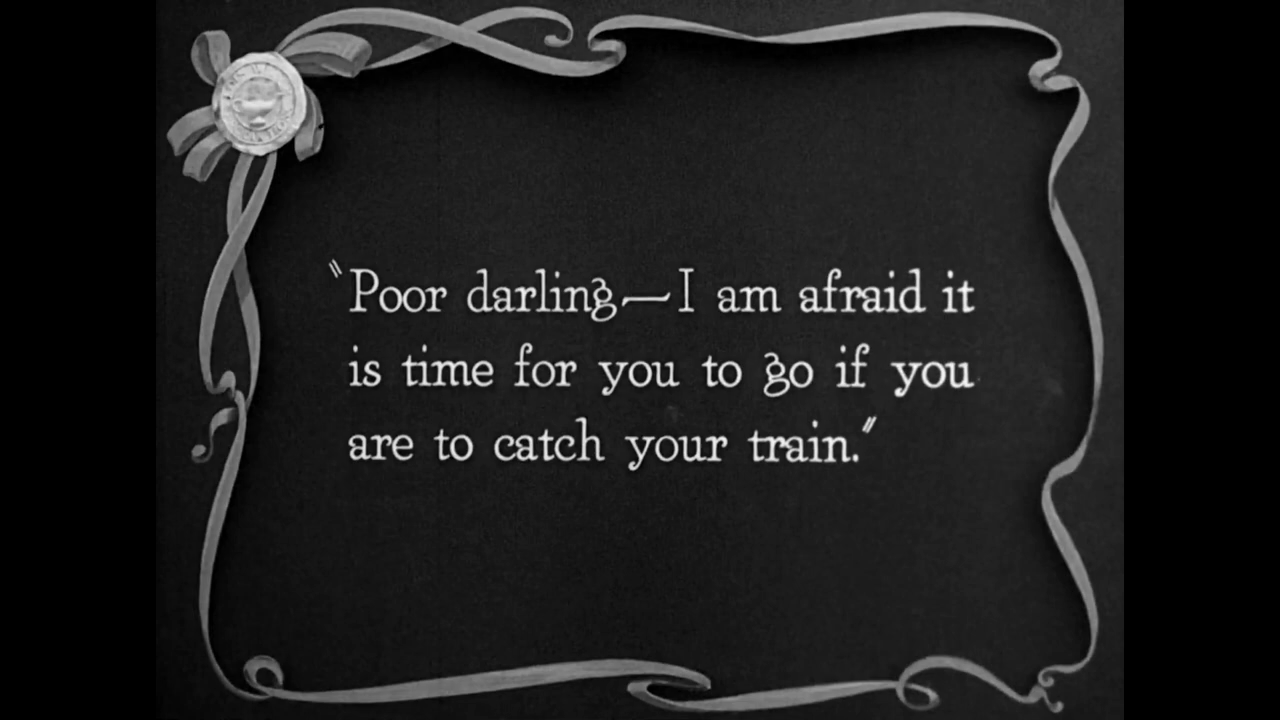 "Poor darling—I am afraid it
is time for you to go if you
are to catch your train."